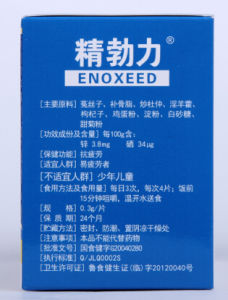 精勃力®
ENOXEED
[主要原料] 菟丝子、补骨脂、炒杜仲、淫羊藿、
枸杞子、鸡蛋粉、淀粉、白砂糖、
甜菊粉
[功效成份及含量] 每100g含:
锌 3.8mg 硒 34μg
[保健功能] 抗疲劳
[适宜人群] 易疲劳者
[不适宜人群] 少年儿童
[食用方法及食用量] 每日3次，每次4片；饭前
15分钟咀嚼，温开水送食
[规 格] 0.3g/片
[保 质 期] 24个月
[贮藏方法] 密封、防潮、置阴凉干燥处
[注意事项] 本品不能代替药物
[批准文号] 国食健字G20040280
[执行标准] Q/JLQ0002S
[卫生许可证] 鲁食健生证(临)字20120040号